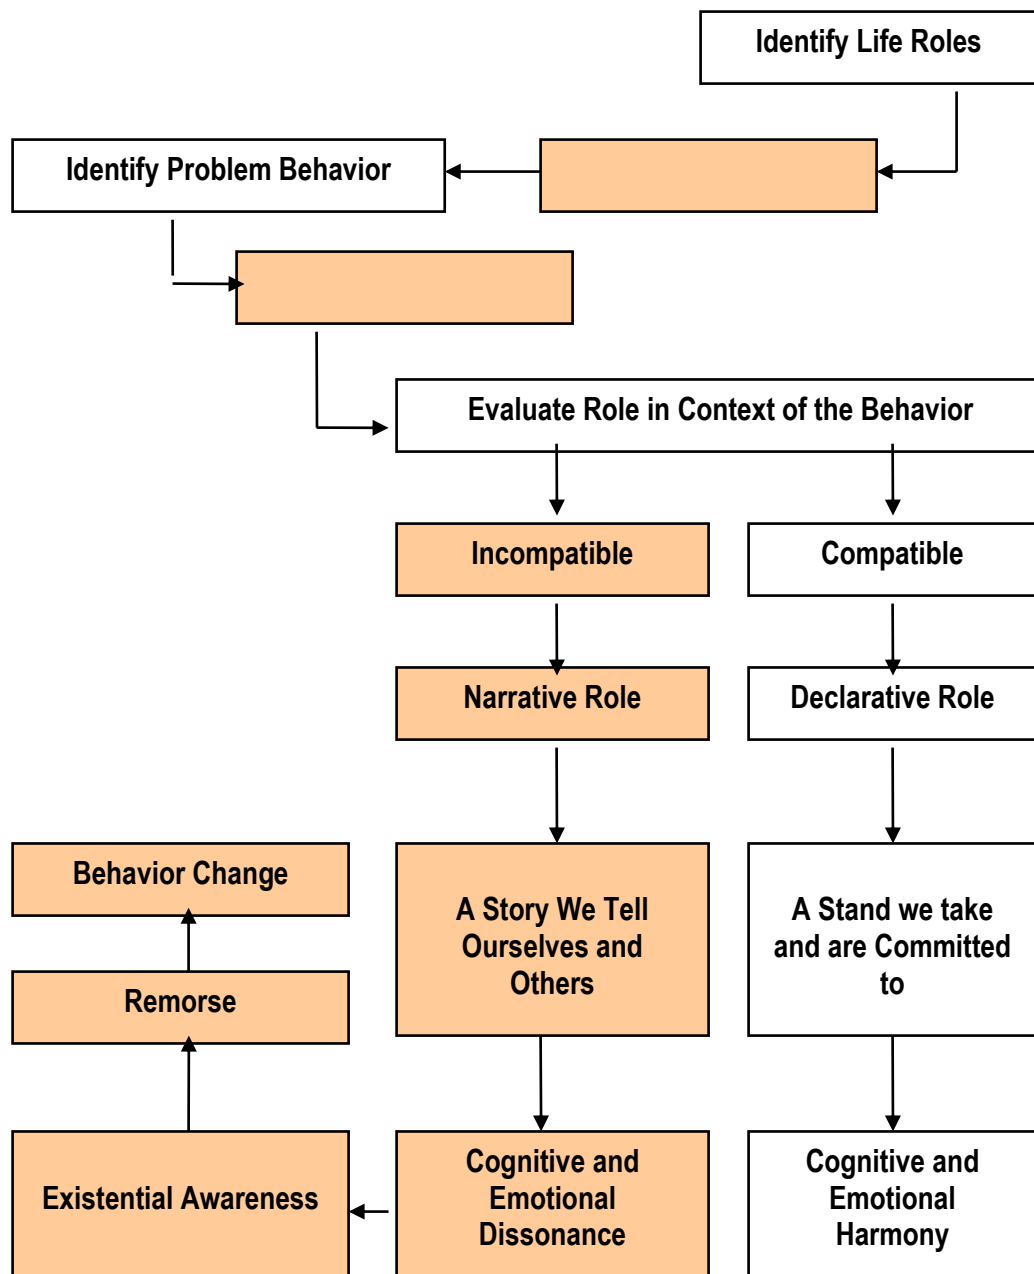 Identify Life Roles
Identify Problem Behavior
Evaluate Role in Context of the Behavior
Incompatible
Compatible
Narrative Role
Declarative Role
Behavior Change
A Story We Tell
Ourselves and
Others
A Stand we take
and are Committed
to
Remorse
Existential Awareness
Cognitive and
Emotional
Dissonance
Cognitive and
Emotional
Harmony